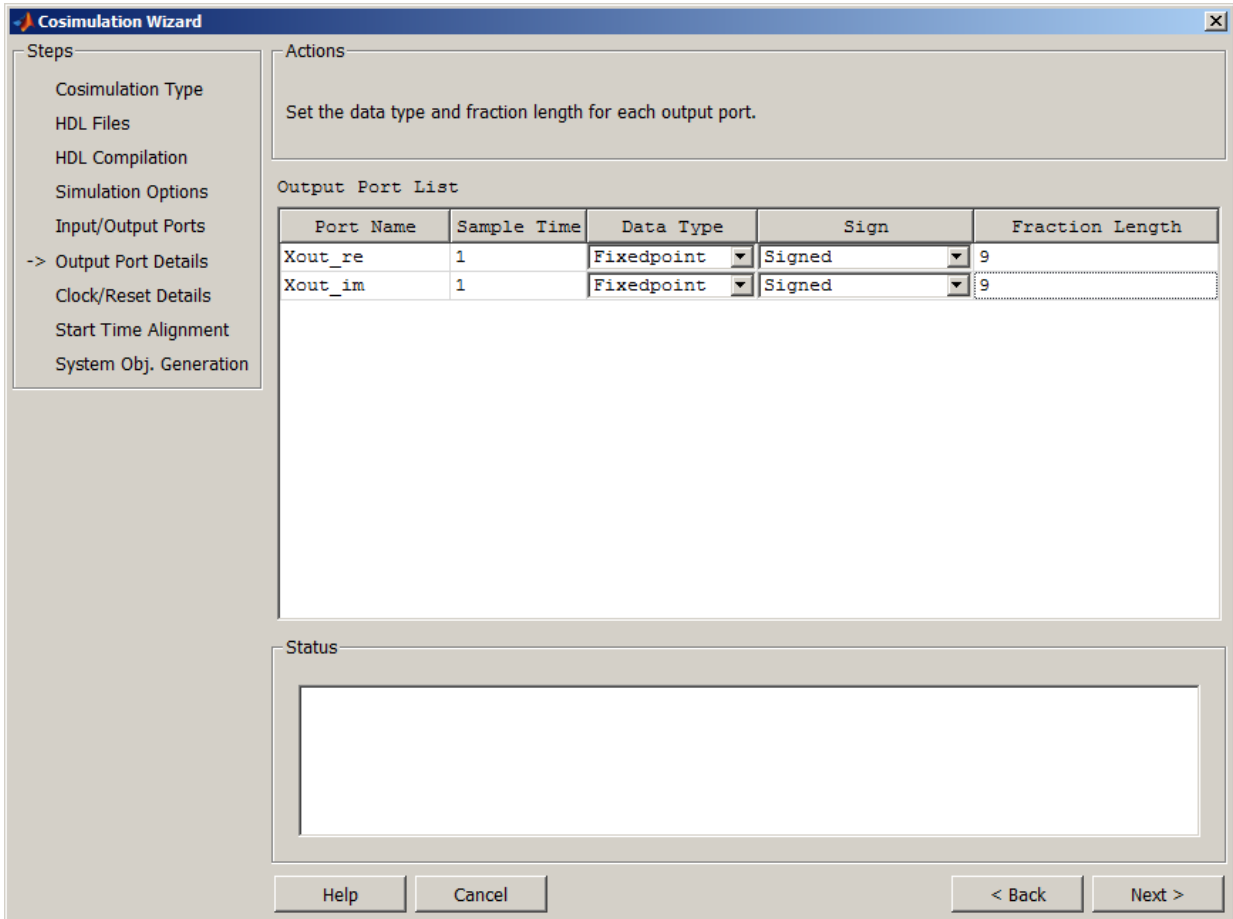 Cosimulation Wizard
Steps
Cosimulation Type
HDL Files
HDL Compilation
Simulation Options
Input/Output Ports
-> Output Port Details
Clock/Reset Details
Start Time Alignment
System Obj. Generation
Actions
Set the data type and fraction length for each output port.
Output Port List
Port Name Sample Time Data Type Sign Fraction Length
Xout_re 1 Fixedpoint Signed 9
Xout_im 1 Fixedpoint Signed 9
Status
Help Cancel < Back Next >